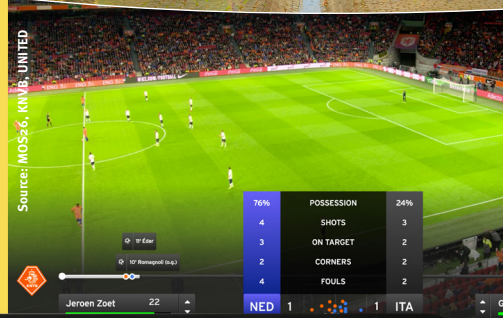 Source: MOS26, KNVB, UNITED
11' Éder
10' Romagnoli (o.g.)
76% POSSESSION 24%
4 SHOTS 3
3 ON TARGET 2
2 CORNERS 2
4 FOULS 2
Jeroen Zoet 22
NED 1 1 ITA
G